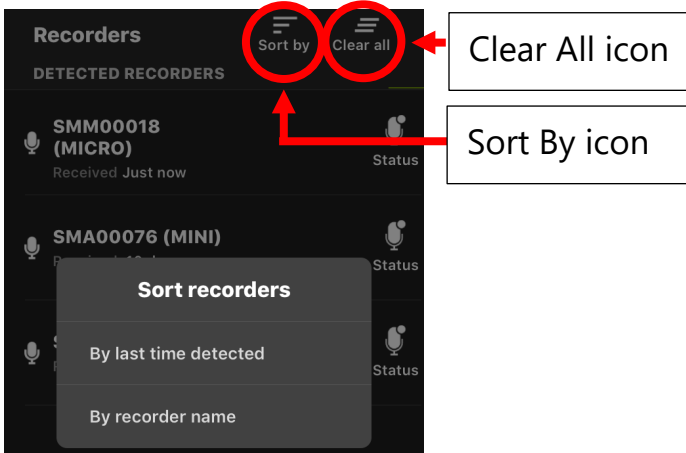 Recorders
Sort by
Clear all
Clear All icon
DETECTED RECORDERS
SMM00018
(MICRO)
Received Just now
Status
Sort By icon
SMA00076 (MINI)
Status
Sort recorders
By last time detected
Status
By recorder name